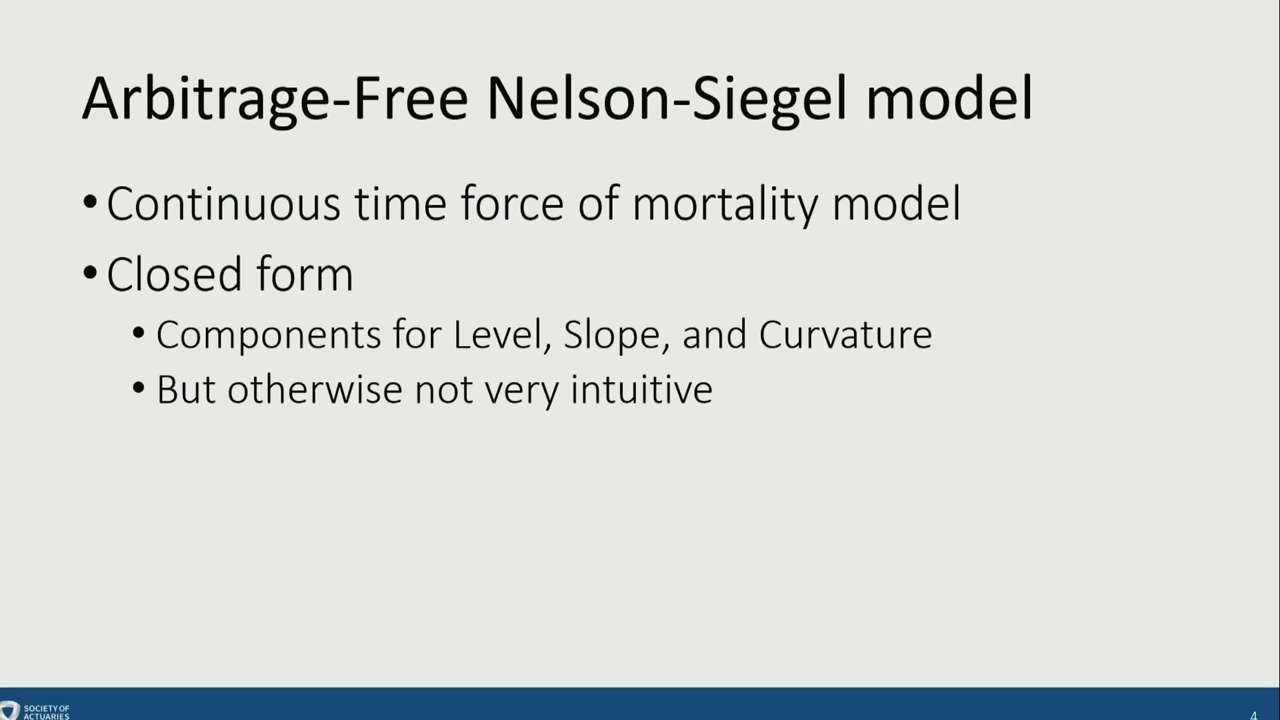 Arbitrage-Free Nelson-Siegel model
• Continuous time force of mortality model
• Closed form
• Components for Level, Slope, and Curvature
• But otherwise not very intuitive
SOCIETY OF
ACTUARIES
4